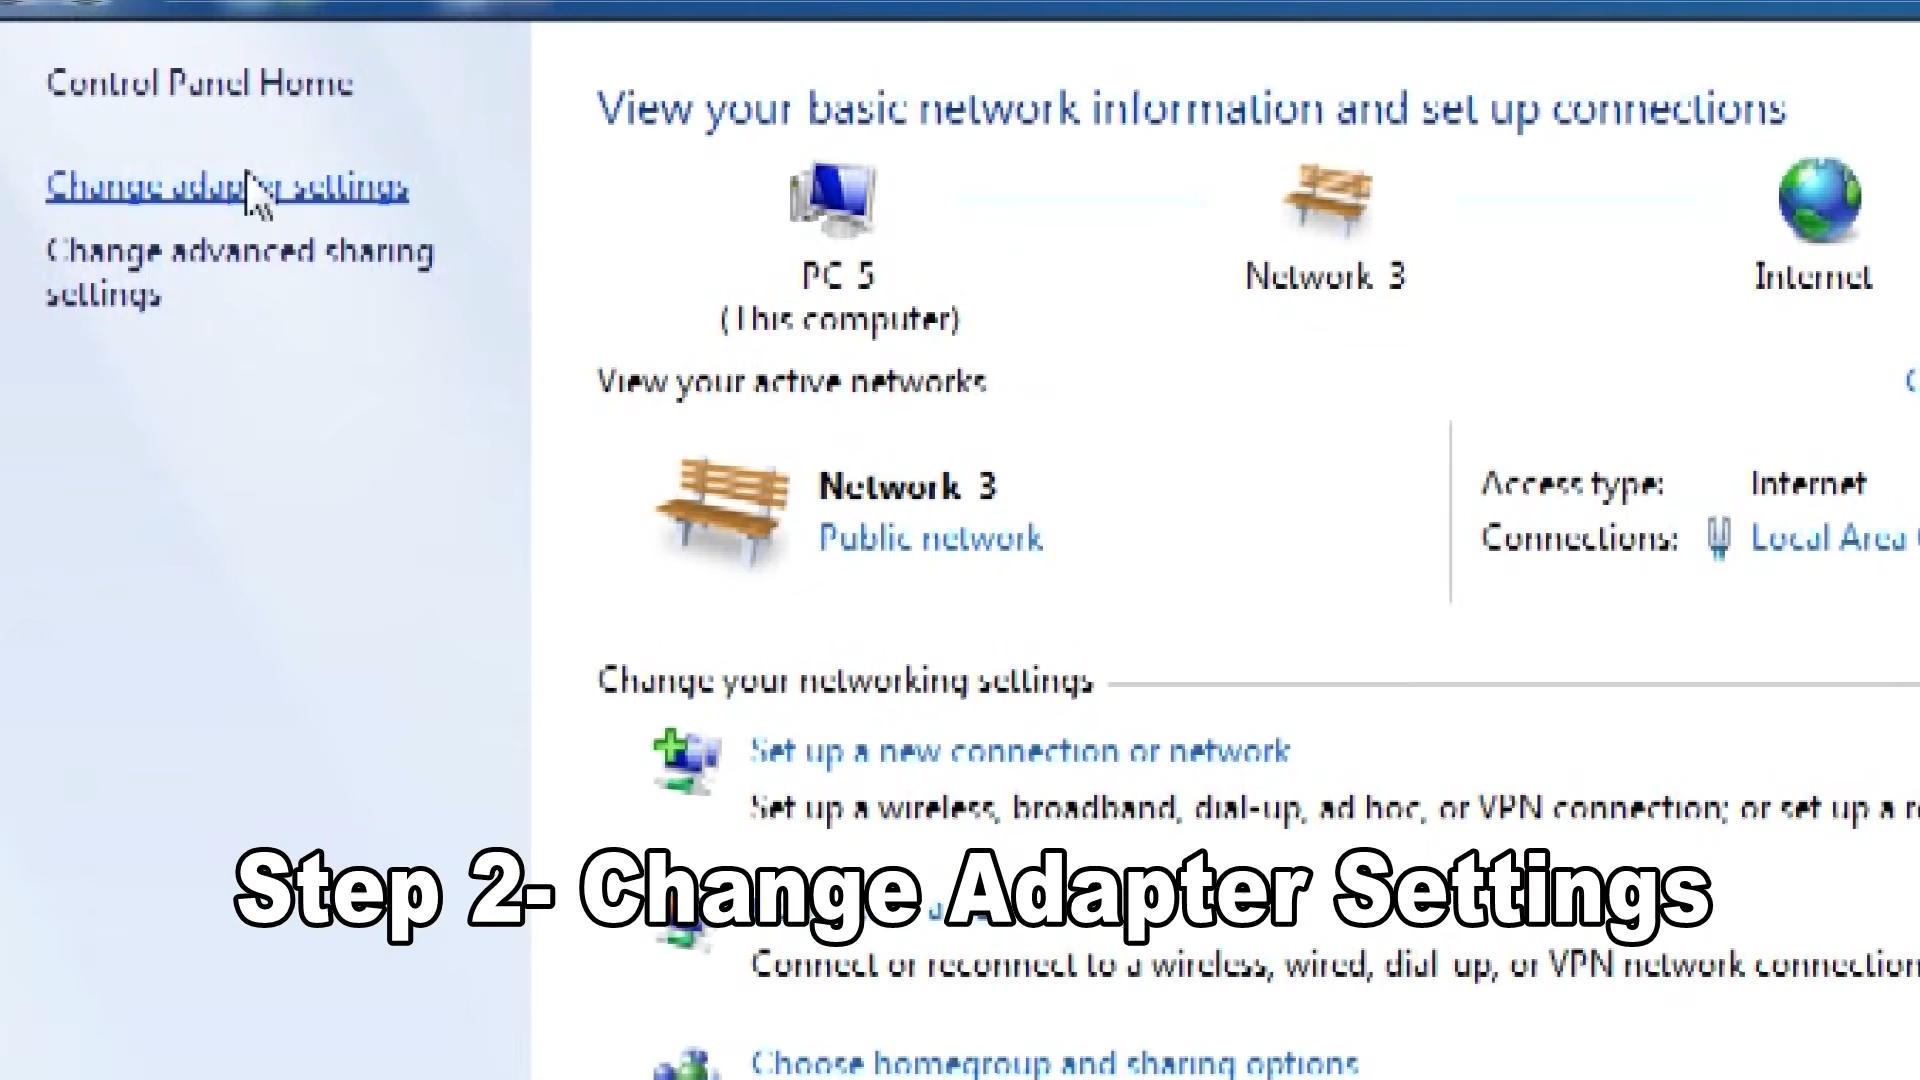 Control Panel Home
Change adapter settings
Change advanced sharing
settings
View your basic network information and set up connections
PC 5
(This computer)
Network 3
Internet
View your active networks
Network 3
Public network
Access type: Internet
Connections: Local Area
Change your networking settings
Set up a new connection or network
Set up a wireless, broadband, dial-up, ad hoc, or VPN connection; or set up a
Step 2- Change Adapter Settings
Connect or reconnect to a wireless, wired, dial-up, or VPN network connection
Choose homegroup and sharing options